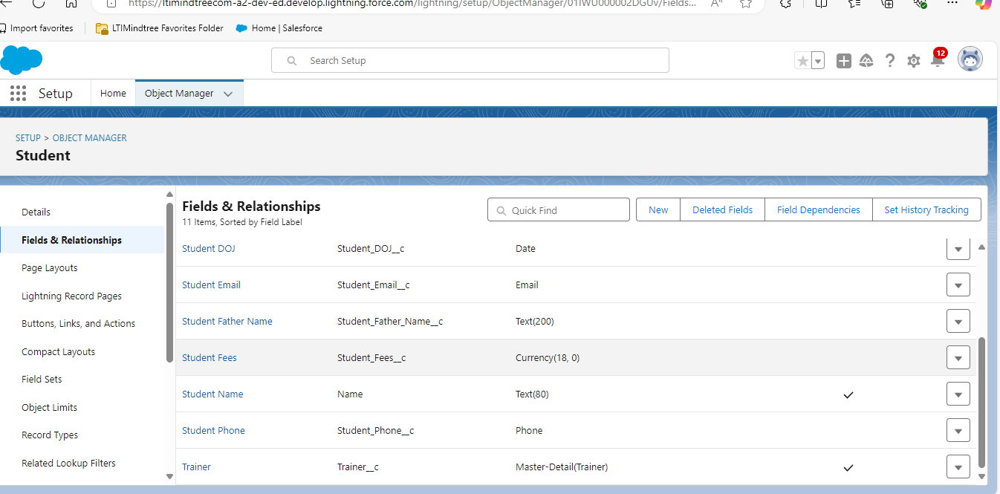 https://ltimindtreecom-a2-dev-ed.develop.lightning.force.com/lightning/setup/ObjectManager/01IWU000002DGUv/Fields...
Import favorites
LTIMindtree Favorites Folder
Home | Salesforce
Search Setup
12
Setup
Home
Object Manager
SETUP > OBJECT MANAGER
Student
Details
Fields & Relationships
Page Layouts
Lightning Record Pages
Buttons, Links, and Actions
Compact Layouts
Field Sets
Object Limits
Record Types
Related Lookup Filters
Fields & Relationships
11 Items, Sorted by Field Label
Quick Find
New
Deleted Fields
Field Dependencies
Set History Tracking
Student DOJ Student_DOJ__c Date
Student Email Student_Email__c Email
Student Father Name Student_Father_Name__c Text(200)
Student Fees Student_Fees__c Currency(18, 0)
Student Name Name Text(80)
Student Phone Student_Phone__c Phone
Trainer Trainer__c Master-Detail(Trainer)